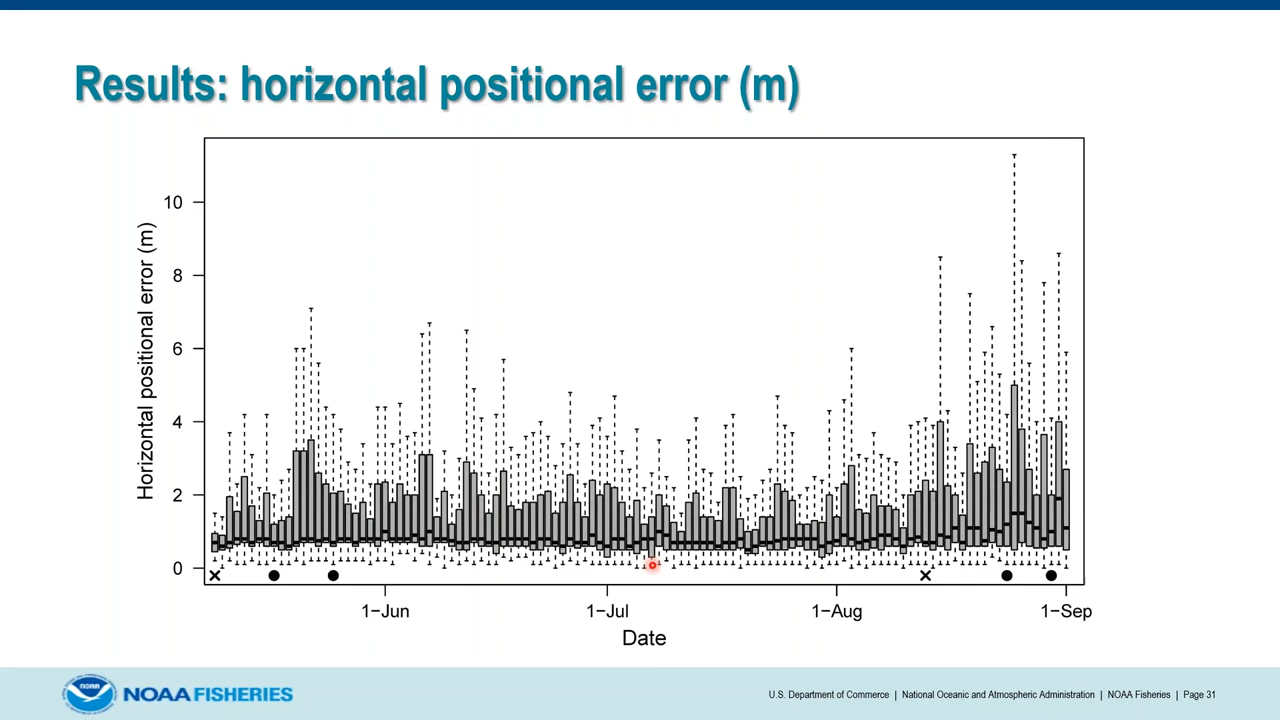 Results: horizontal positional error (m)
Horizontal positional error (m)
10
8
6
4
2
0
1−Jun
1−Jul
1−Aug
1−Sep
Date
NOAA
NOAA FISHERIES
U.S. Department of Commerce | National Oceanic and Atmospheric Administration | NOAA Fisheries | Page 31